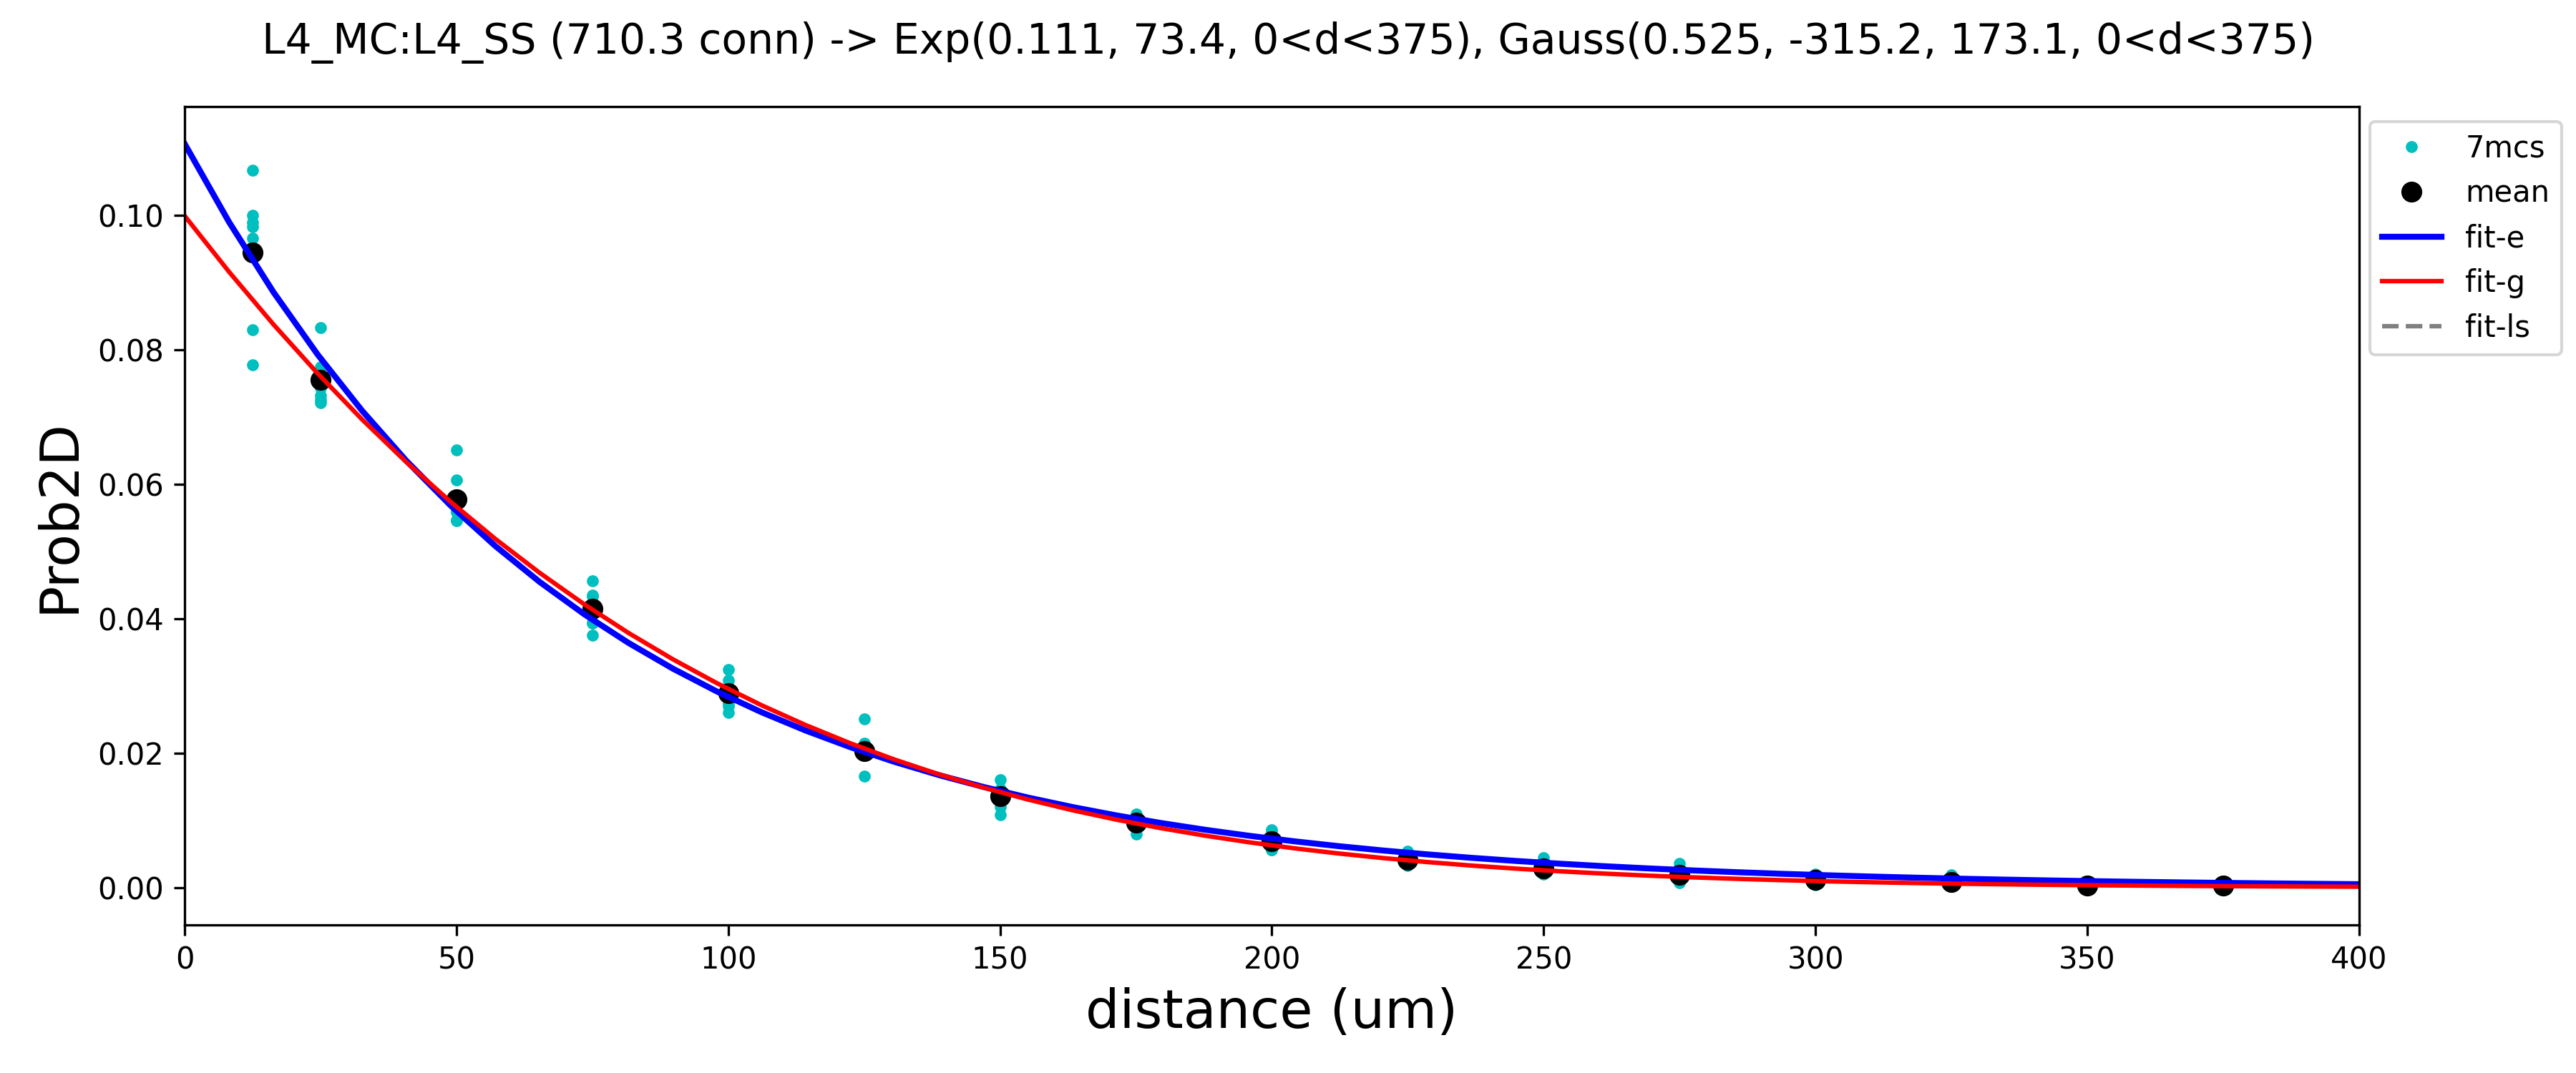 L4_MC:L4_SS (710.3 conn) -> Exp(0.111, 73.4, 0<d<375), Gauss(0.525, -315.2, 173.1, 0<d<375)
7mcs
mean
fit-e
fit-g
fit-ls
Prob2D
0.10
0.08
0.06
0.04
0.02
0.00
0 50 100 150 200 250 300 350 400
distance (um)